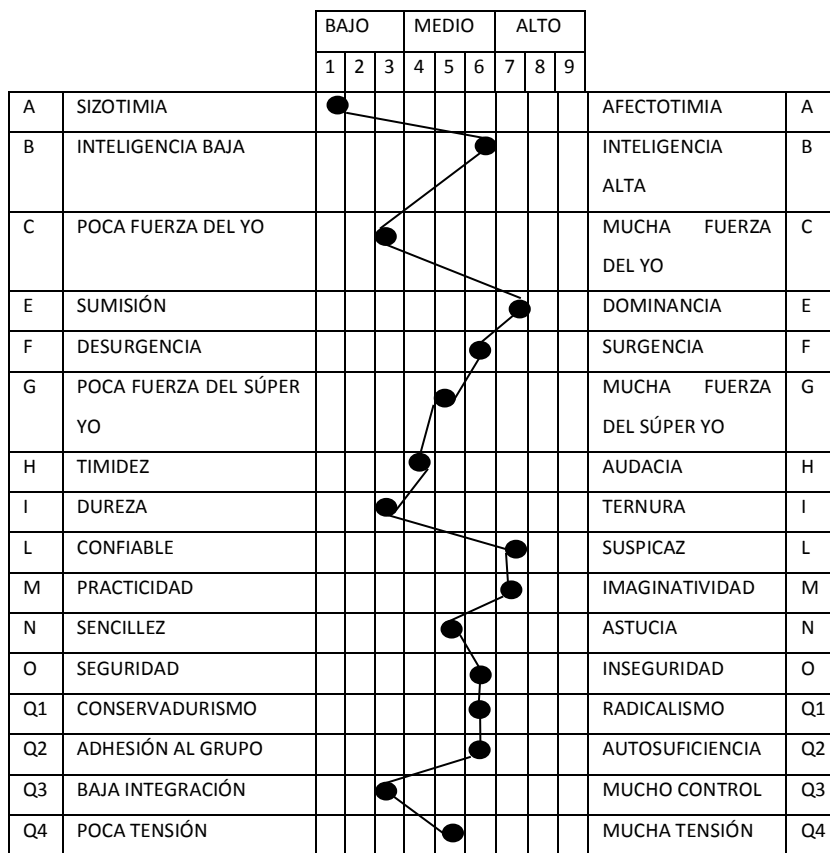 BAJO MEDIO ALTO
1 2 3 4 5 6 7 8 9
A SIZOTIMIA AFECTOTIMIA A
B INTELIGENCIA BAJA INTELIGENCIA B
ALTA
C POCA FUERZA DEL YO MUCHA FUERZA C
DEL YO
E SUMISIÓN DOMINANCIA E
F DESURGENCIA SURGENCIA F
G POCA FUERZA DEL SÚPER MUCHA FUERZA G
YO DEL SÚPER YO
H TIMIDEZ AUDACIA H
I DUREZA TERNURA I
L CONFIABLE SUSPICAZ L
M PRACTICIDAD IMAGINATIVIDAD M
N SENCILLEZ ASTUCIA N
O SEGURIDAD INSEGURIDAD O
Q1 CONSERVADURISMO RADICALISMO Q1
Q2 ADHESIÓN AL GRUPO AUTOSUFICIENCIA Q2
Q3 BAJA INTEGRACIÓN MUCHO CONTROL Q3
Q4 POCA TENSIÓN MUCHA TENSIÓN Q4